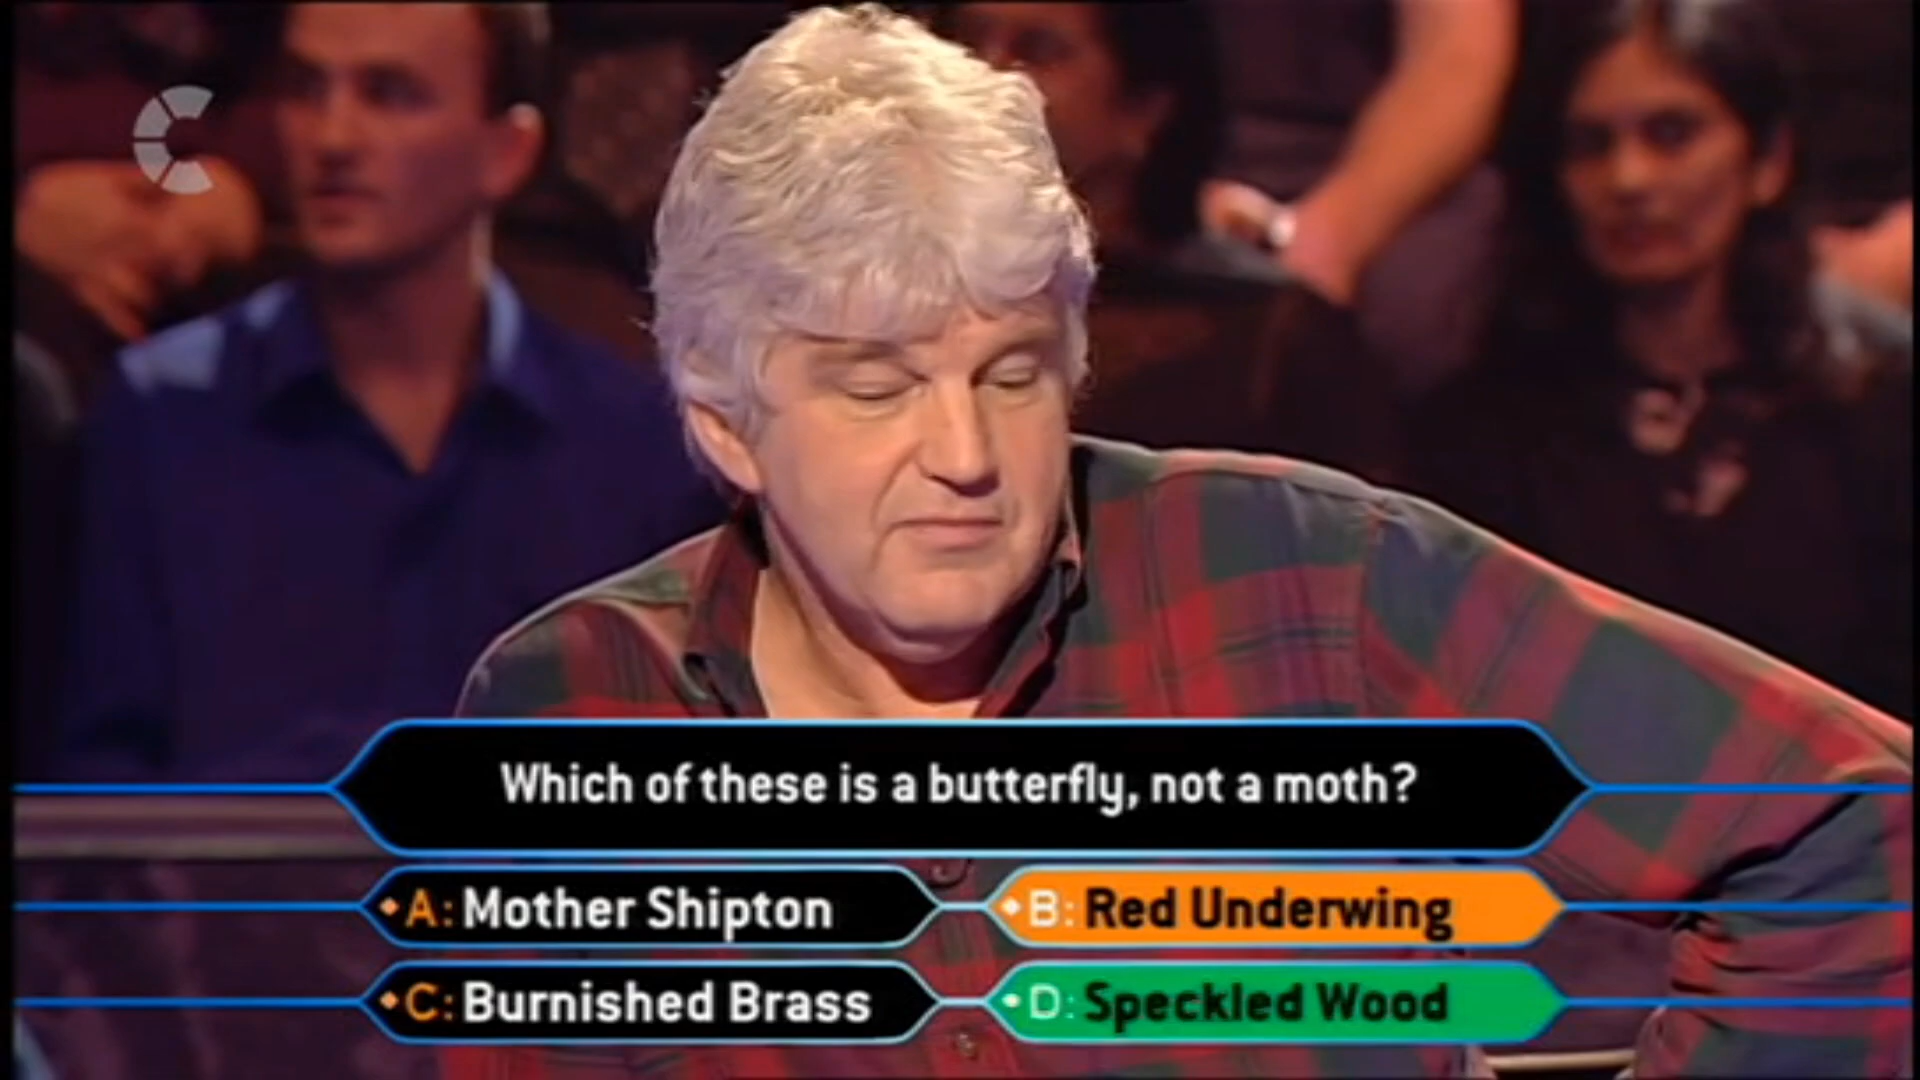 Which of these is a butterfly, not a moth?
A: Mother Shipton
B: Red Underwing
C: Burnished Brass
D: Speckled Wood